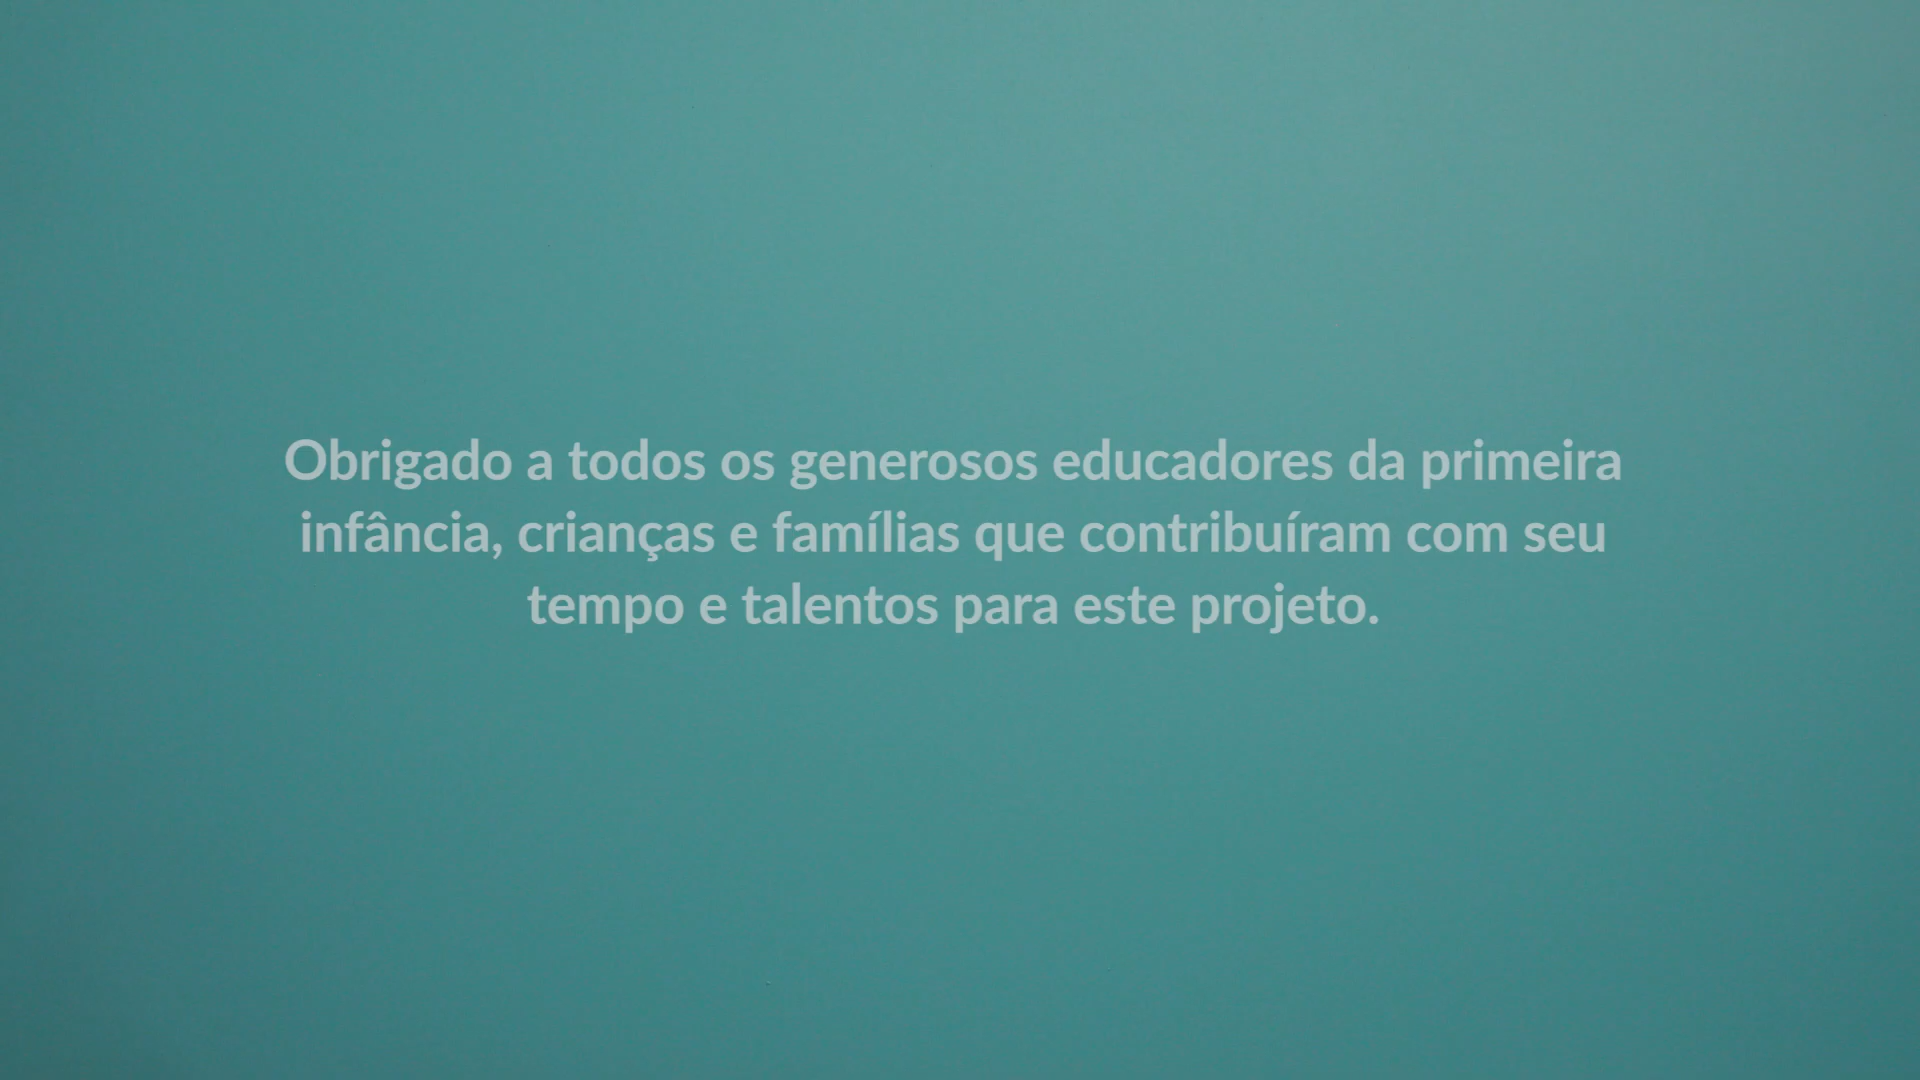 Obrigado a todos os generosos educadores da primeira
infância, crianças e famílias que contribuíram com seu
tempo e talentos para este projeto.